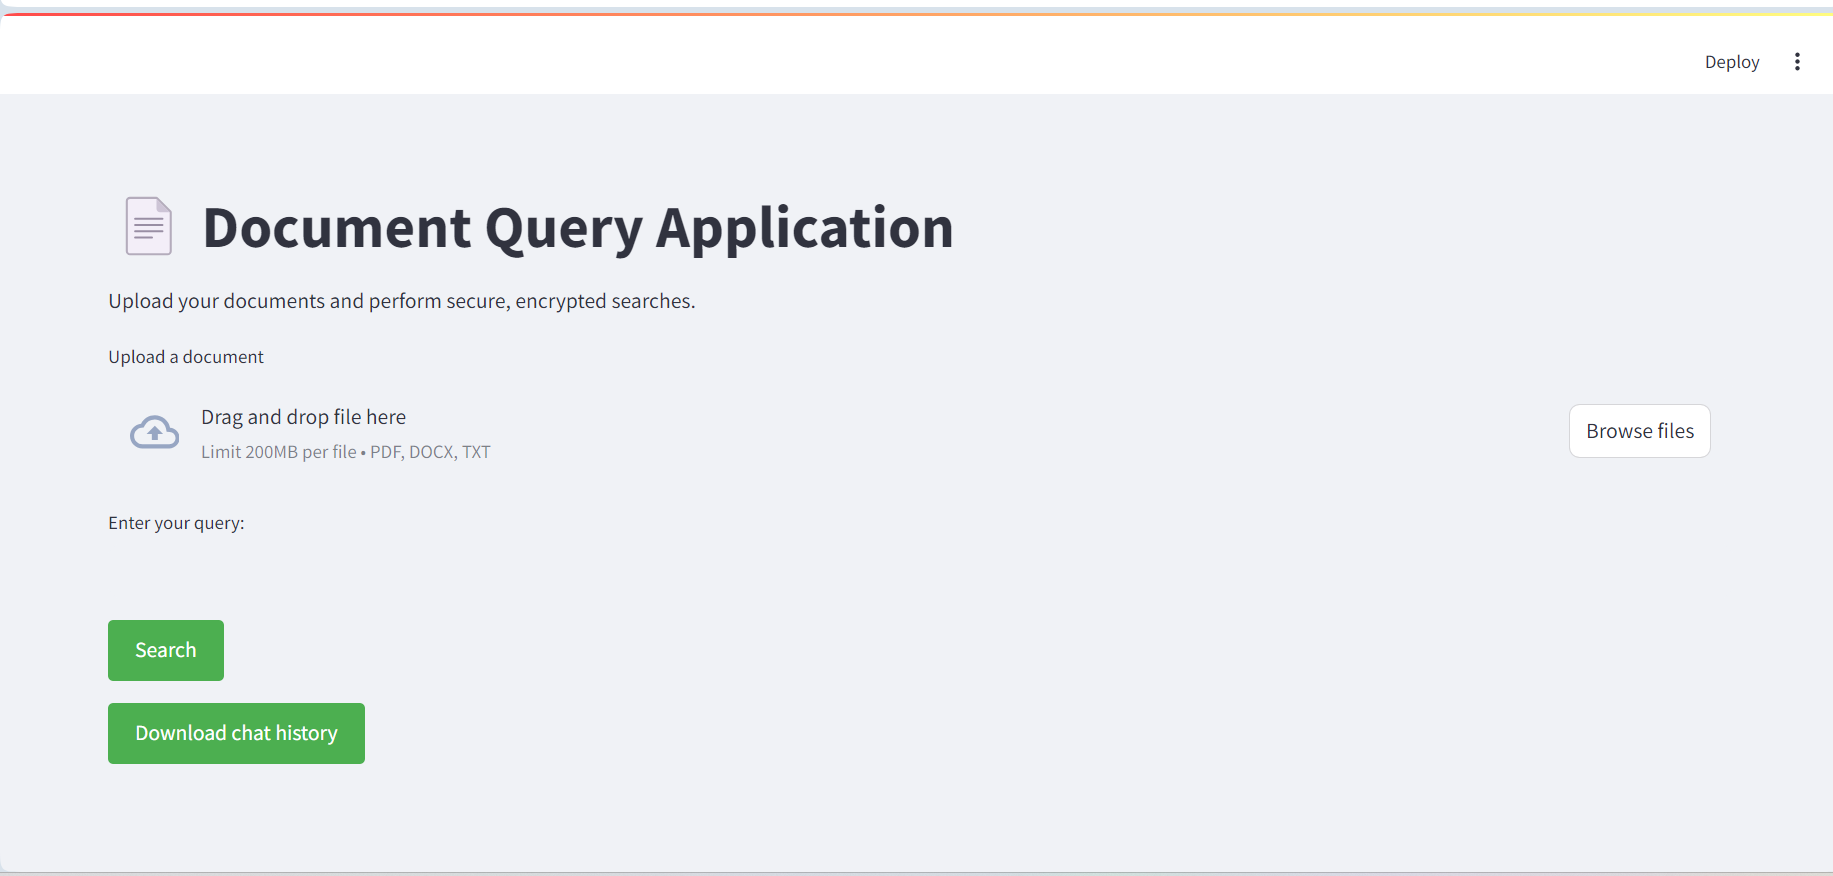 Deploy
Document Query Application
Upload your documents and perform secure, encrypted searches.
Upload a document
Drag and drop file here
Limit 200MB per file • PDF, DOCX, TXT
Browse files
Enter your query:
Search
Download chat history